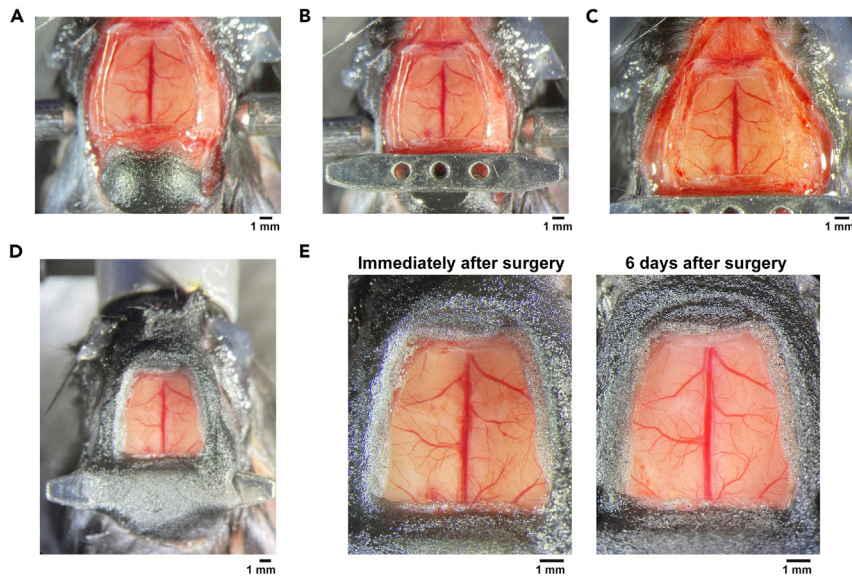 A
B
C
1 mm
1 mm
1 mm
D
E
Immediately after surgery
6 days after surgery
1 mm
1 mm
1 mm